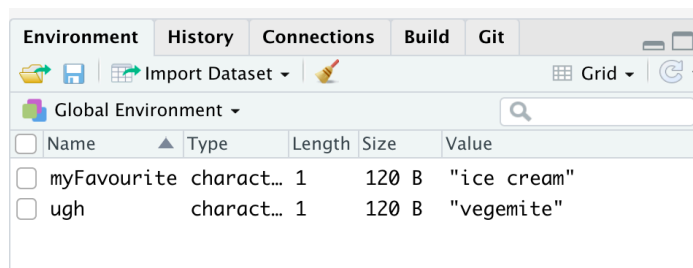 Environment History Connections Build Git
Import Dataset Grid
Global Environment
Name Type Length Size Value
myFavourite charact… 1 120 B "ice cream"
ugh charact… 1 120 B "vegemite"